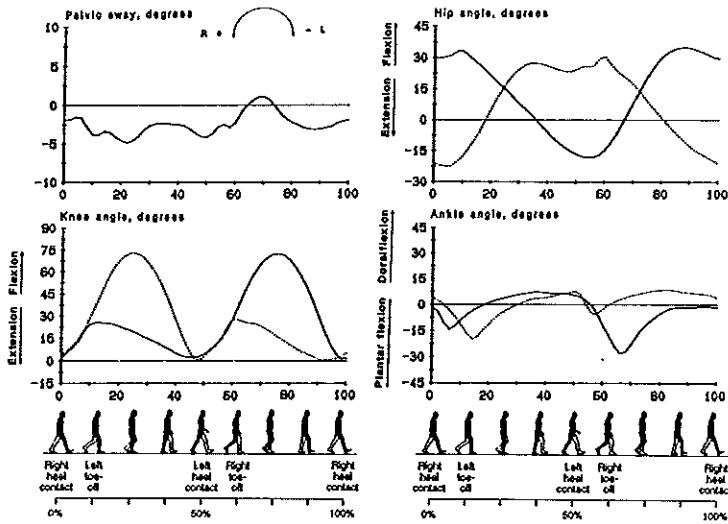 Pelvic sway, degrees
R + - L
10
5
0
-5
-10
0 20 40 60 80 100
Hip angle, degrees
Extension Flexion
45
30
15
0
-15
-30
0 20 40 60 80 100
Knee angle, degrees
Extension Flexion
90
75
60
45
30
15
0
-15
0 20 40 60 80 100
Ankle angle, degrees
Plantar flexion Dorsiflexion
45
30
15
0
-15
-30
-45
0 20 40 60 80 100
Right heel contact
Left toe-off
Left heel contact
Right toe-off
Right heel contact
0% 50% 100%
Right heel contact
Left toe-off
Left heel contact
Right toe-off
Right heel contact
0% 50% 100%